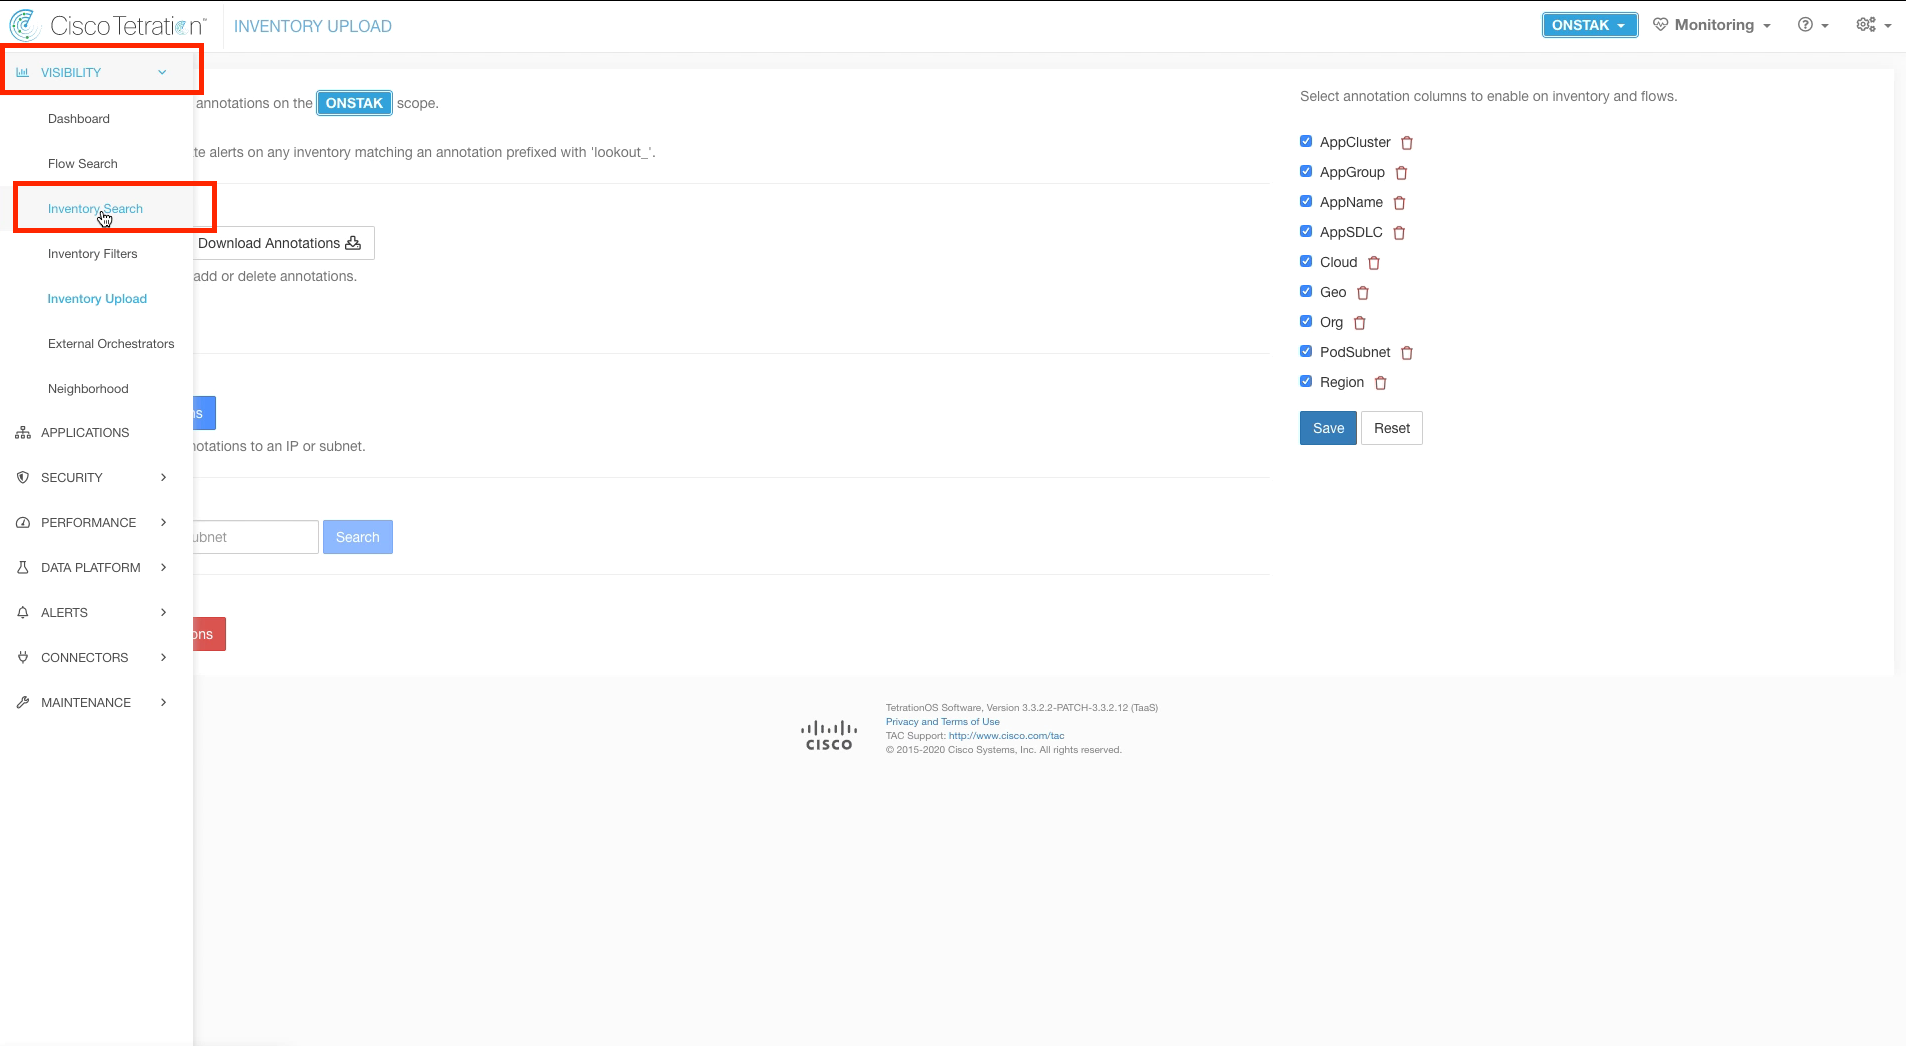 Cisco Tetration™
INVENTORY UPLOAD
ONSTAK
Monitoring
VISIBILITY
Dashboard
Flow Search
Inventory Search
Inventory Filters
Inventory Upload
External Orchestrators
Neighborhood
APPLICATIONS
SECURITY
PERFORMANCE
DATA PLATFORM
ALERTS
CONNECTORS
MAINTENANCE
annotations on the ONSTAK scope.
te alerts on any inventory matching an annotation prefixed with 'lookout_'.
Download Annotations
add or delete annotations.
ns
notations to an IP or subnet.
ubnet
Search
ons
Select annotation columns to enable on inventory and flows.
AppCluster
AppGroup
AppName
AppSDLC
Cloud
Geo
Org
PodSubnet
Region
Save
Reset
CISCO
TetrationOS Software, Version 3.3.2.2-PATCH-3.3.2.12 (TaaS)
Privacy and Terms of Use
TAC Support: http://www.cisco.com/tac
© 2015-2020 Cisco Systems, Inc. All rights reserved.